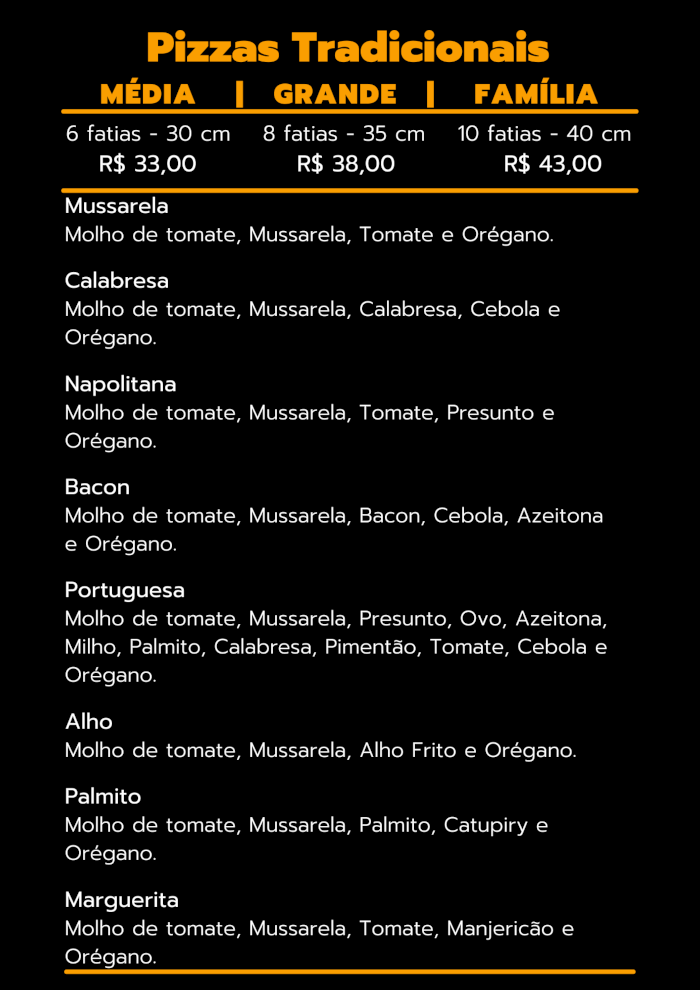 Pizzas Tradicionais
MÉDIA | GRANDE | FAMÍLIA
6 fatias - 30 cm 8 fatias - 35 cm 10 fatias - 40 cm
R$ 33,00 R$ 38,00 R$ 43,00
Mussarela
Molho de tomate, Mussarela, Tomate e Orégano.
Calabresa
Molho de tomate, Mussarela, Calabresa, Cebola e
Orégano.
Napolitana
Molho de tomate, Mussarela, Tomate, Presunto e
Orégano.
Bacon
Molho de tomate, Mussarela, Bacon, Cebola, Azeitona
e Orégano.
Portuguesa
Molho de tomate, Mussarela, Presunto, Ovo, Azeitona,
Milho, Palmito, Calabresa, Pimentão, Tomate, Cebola e
Orégano.
Alho
Molho de tomate, Mussarela, Alho Frito e Orégano.
Palmito
Molho de tomate, Mussarela, Palmito, Catupiry e
Orégano.
Marguerita
Molho de tomate, Mussarela, Tomate, Manjericão e
Orégano.